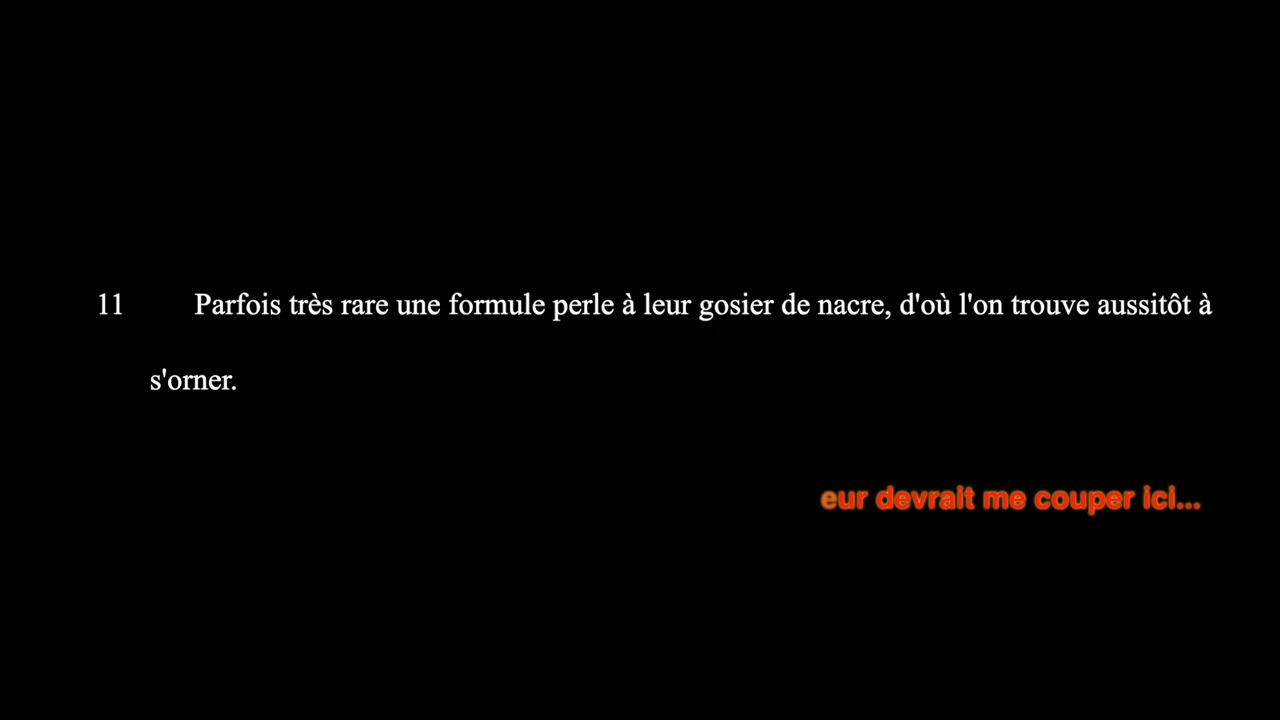 11 Parfois très rare une formule perle à leur gosier de nacre, d'où l'on trouve aussitôt à
s'orner.
eur devrait me couper ici...